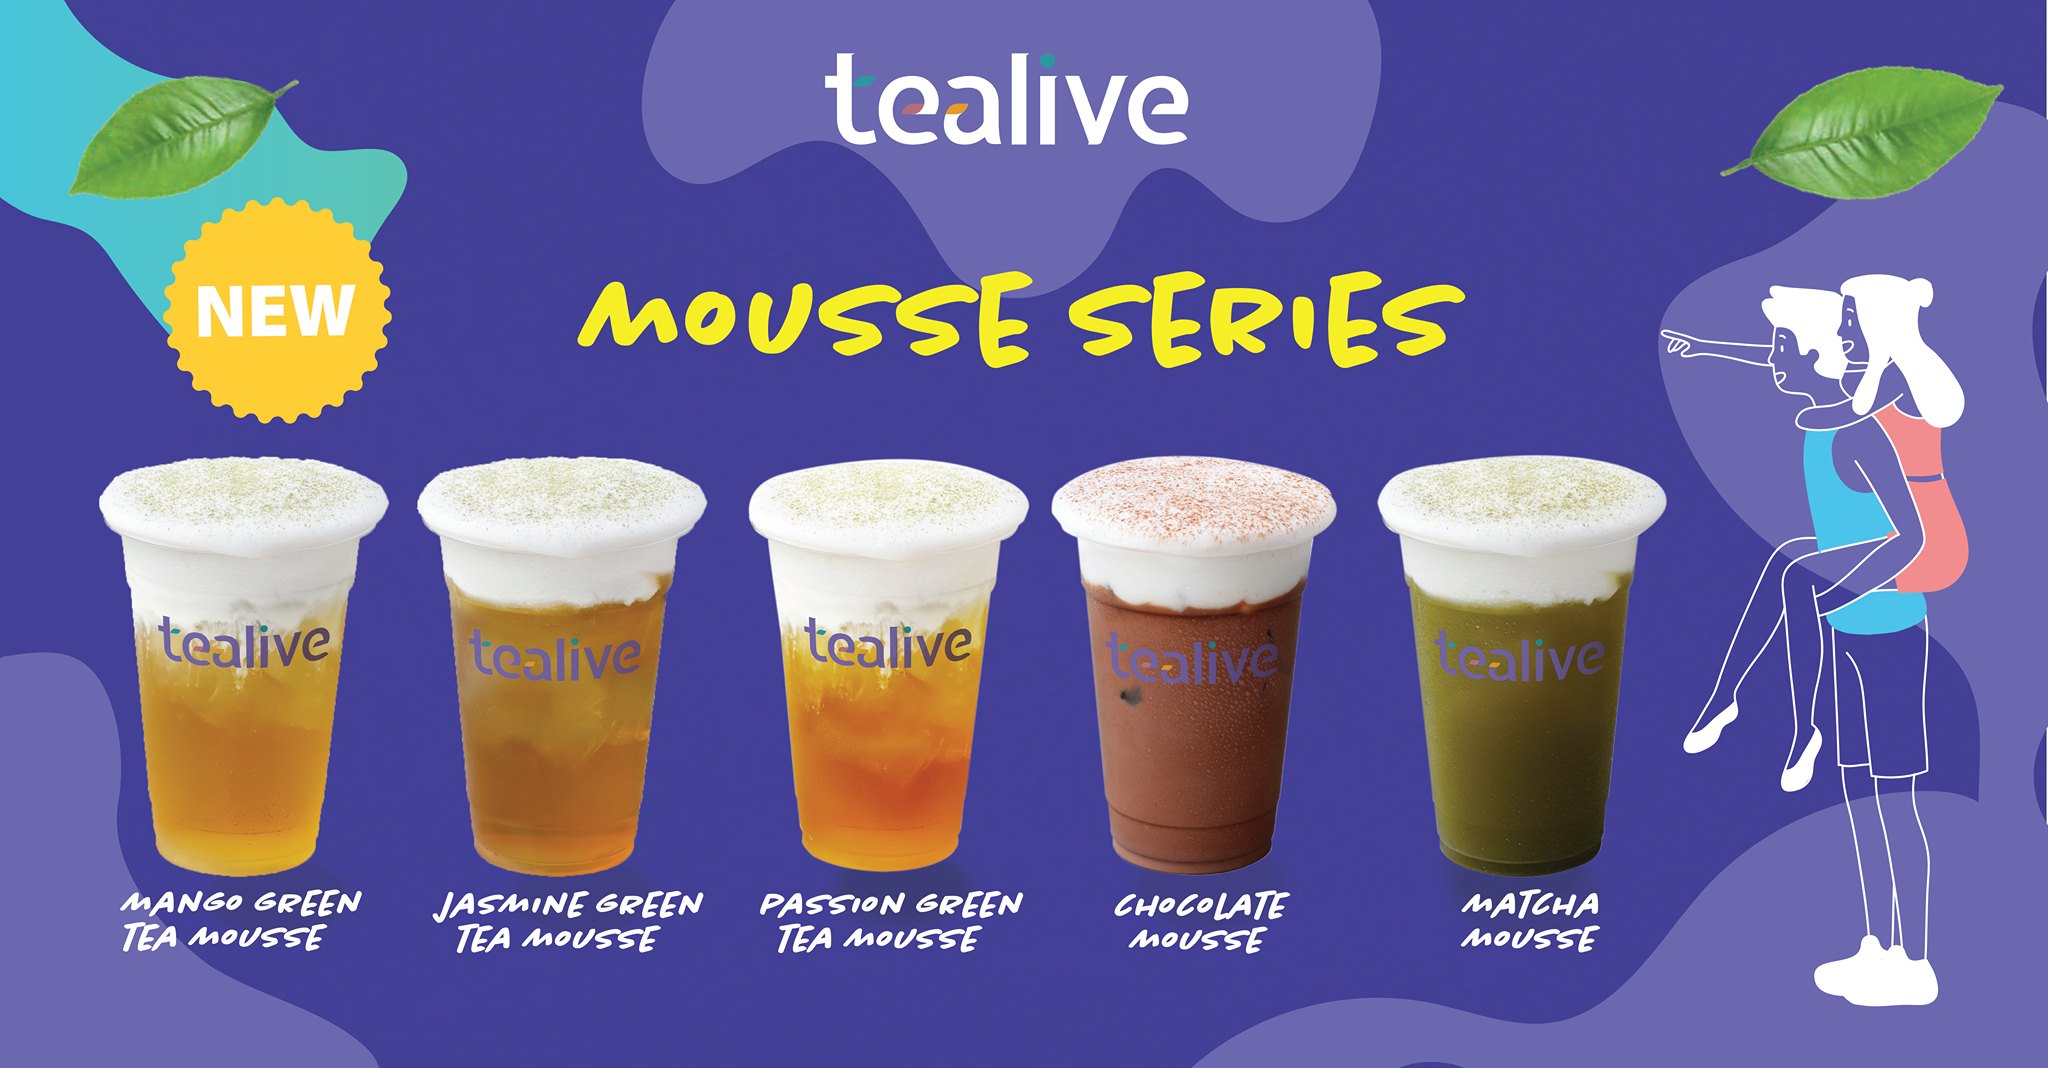 tealive
NEW
MOUSSE SERIES
tealive
tealive
tealive
tealive
tealive
MANGO GREEN
TEA MOUSSE
JASMINE GREEN
TEA MOUSSE
PASSION GREEN
TEA MOUSSE
CHOCOLATE
MOUSSE
MATCHA
MOUSSE